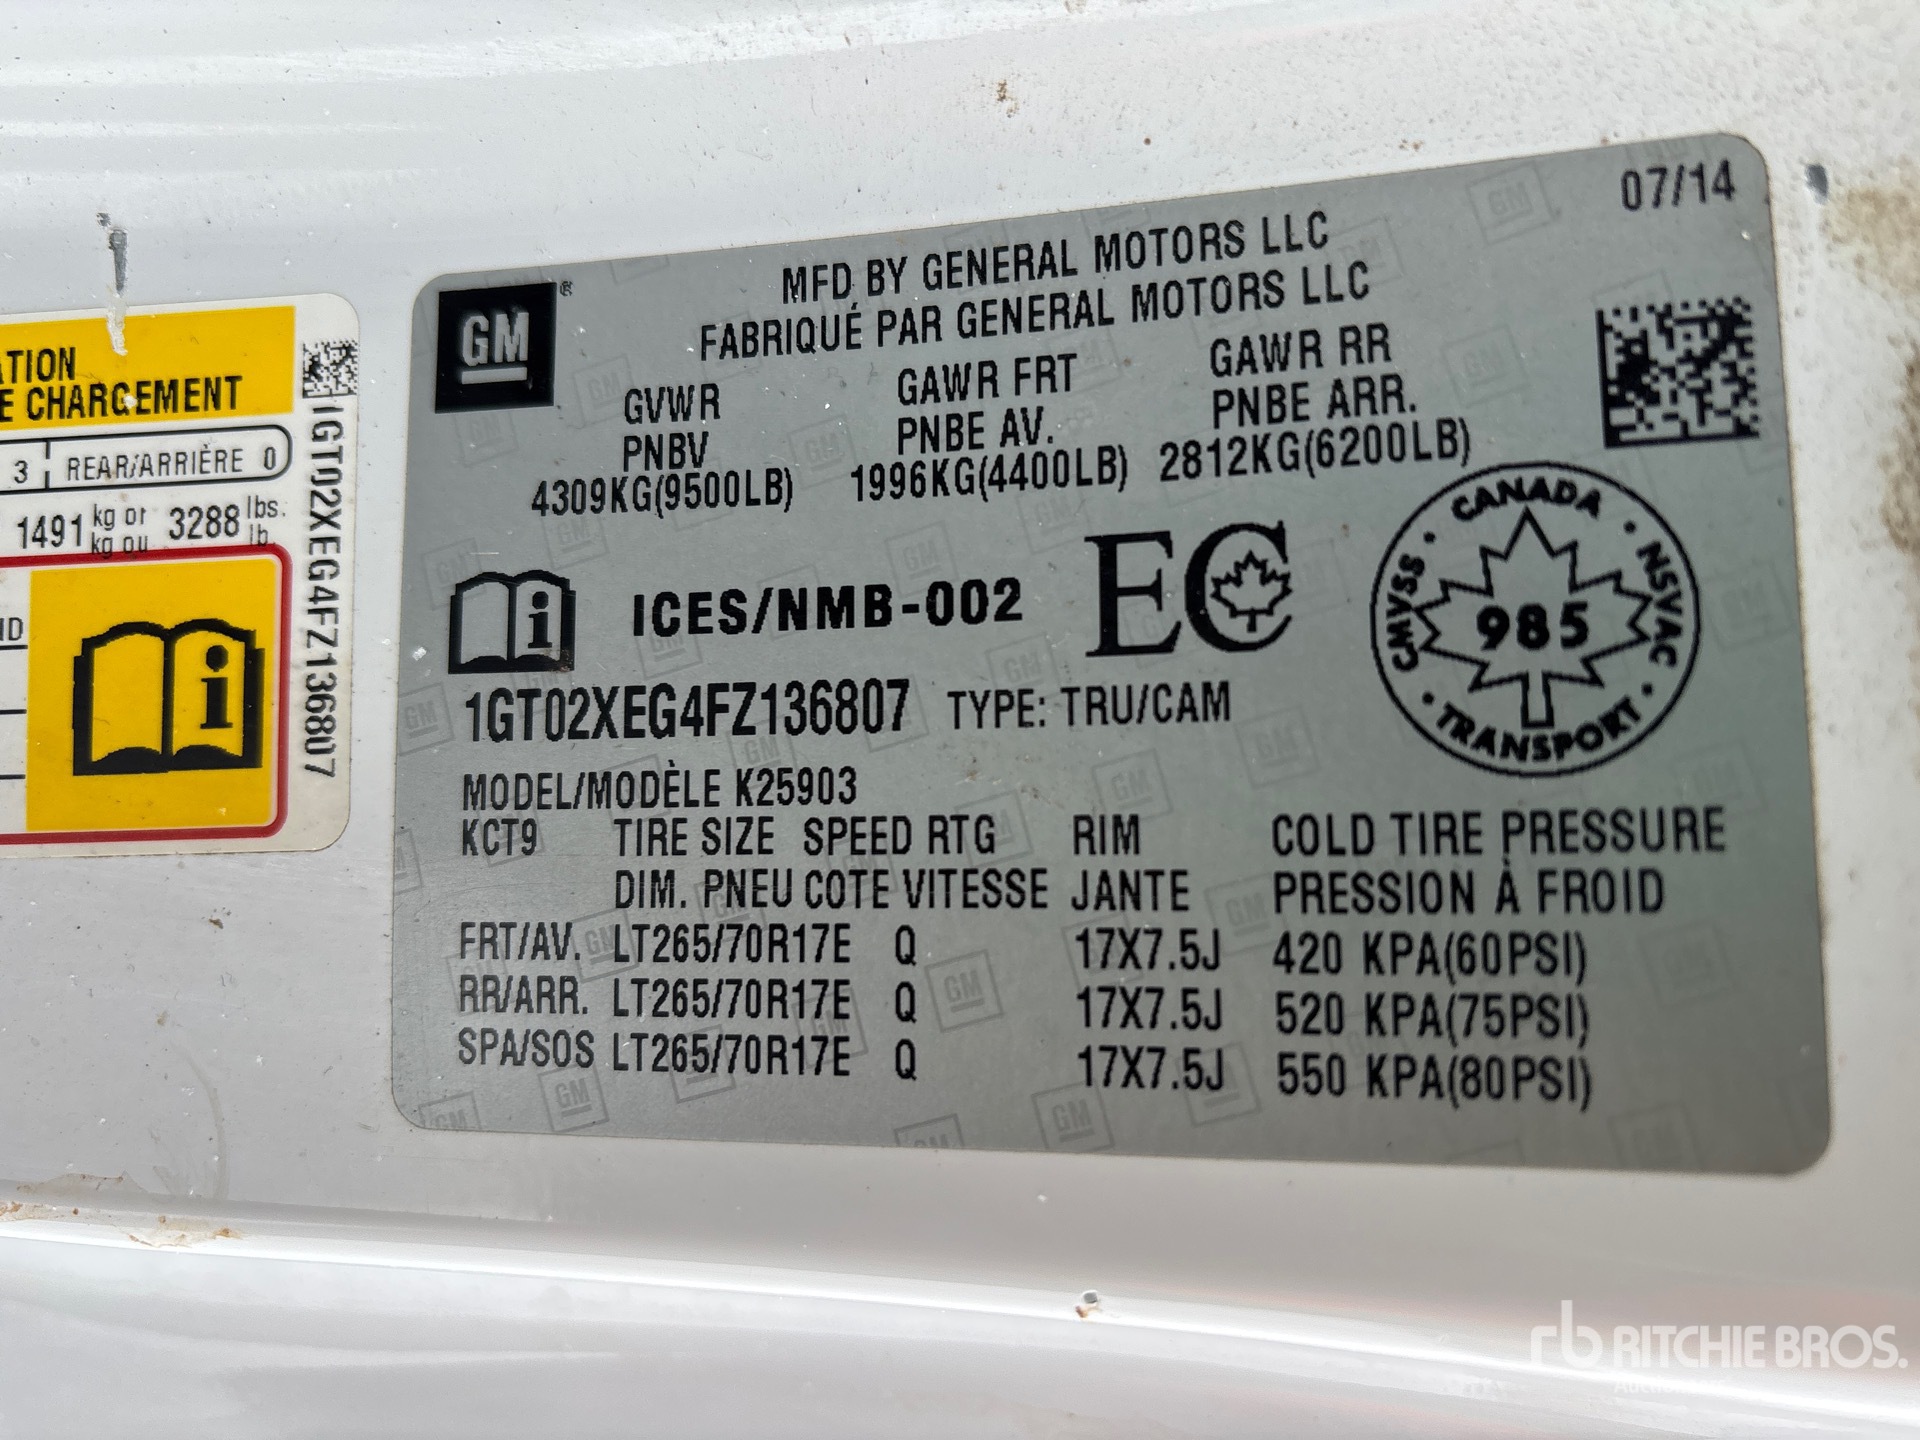 ATION
E CHARGEMENT
3 REAR/ARRIÈRE 0
1491 kg or 3288 lbs.
kg ou lb.
ND
1GT02XEG4FZ136807
07/14
GM®
MFD BY GENERAL MOTORS LLC
FABRIQUÉ PAR GENERAL MOTORS LLC
GVWR GAWR FRT GAWR RR
PNBV PNBE AV. PNBE ARR.
4309KG(9500LB) 1996KG(4400LB) 2812KG(6200LB)
i ICES/NMB-002 EC
CANADA · NSVAC · TRANSPORT · CMVSS ·
985
1GT02XEG4FZ136807 TYPE: TRU/CAM
MODEL/MODÈLE K25903
KCT9 TIRE SIZE SPEED RTG RIM COLD TIRE PRESSURE
DIM. PNEU COTE VITESSE JANTE PRESSION À FROID
FRT/AV. LT265/70R17E Q 17X7.5J 420 KPA(60PSI)
RR/ARR. LT265/70R17E Q 17X7.5J 520 KPA(75PSI)
SPA/SOS LT265/70R17E Q 17X7.5J 550 KPA(80PSI)
rb RITCHIE BROS.